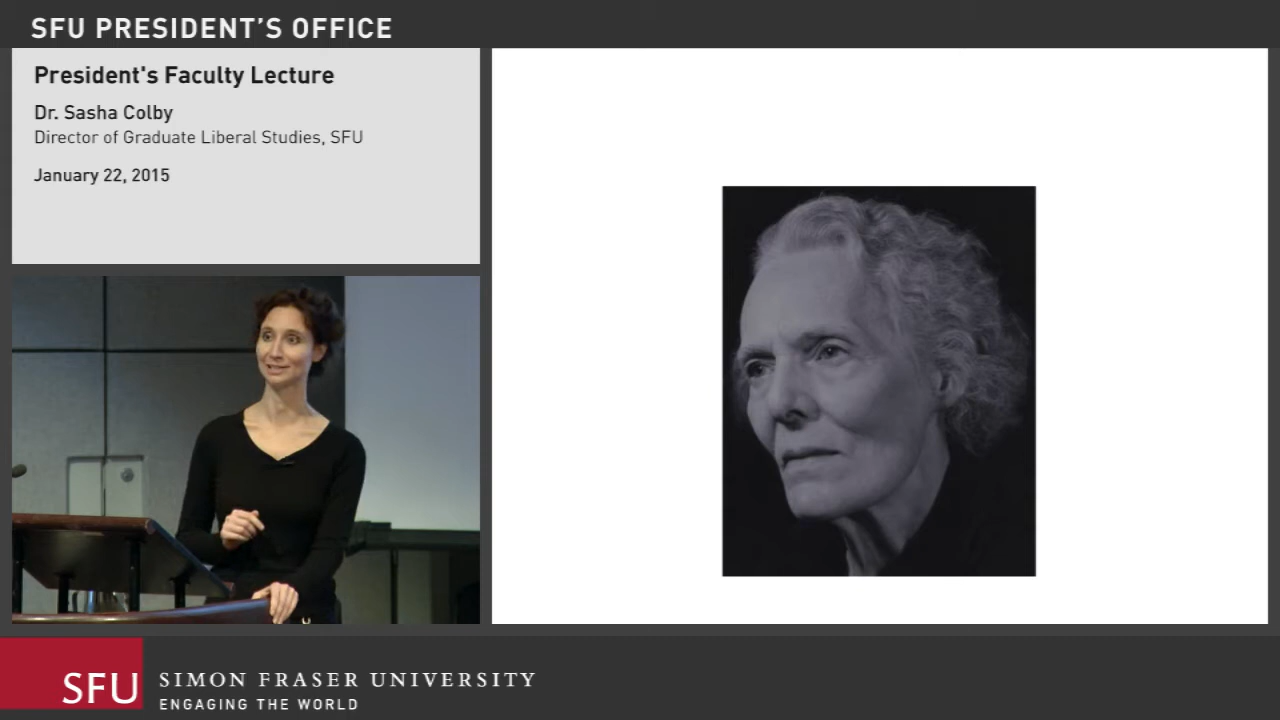 SFU PRESIDENT'S OFFICE
President's Faculty Lecture
Dr. Sasha Colby
Director of Graduate Liberal Studies, SFU
January 22, 2015
SFU
SIMON FRASER UNIVERSITY
ENGAGING THE WORLD